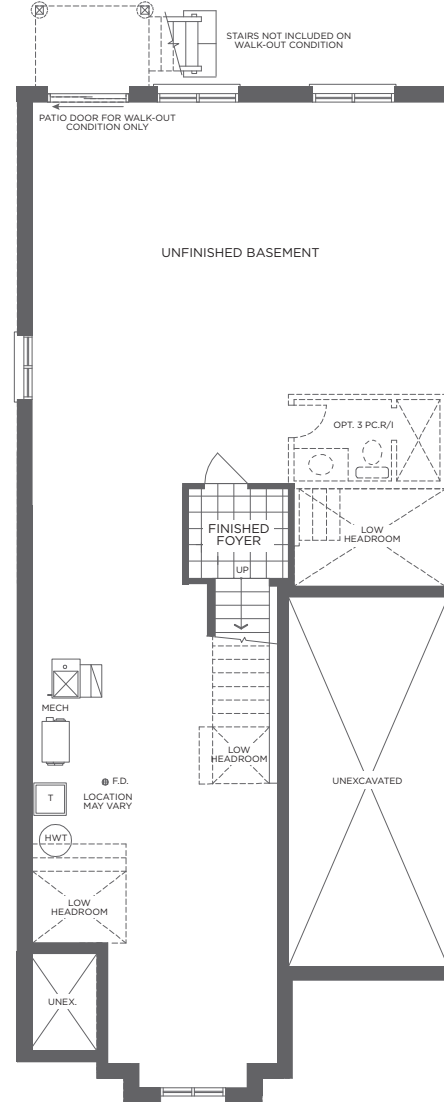 STAIRS NOT INCLUDED ON
WALK-OUT CONDITION
PATIO DOOR FOR WALK-OUT
CONDITION ONLY
UNFINISHED BASEMENT
OPT. 3 PC.R/I
FINISHED
FOYER
LOW
HEADROOM
UP
MECH
LOW
HEADROOM
F.D.
UNEXCAVATED
T
LOCATION
MAY VARY
HWT
LOW
HEADROOM
UNEX.